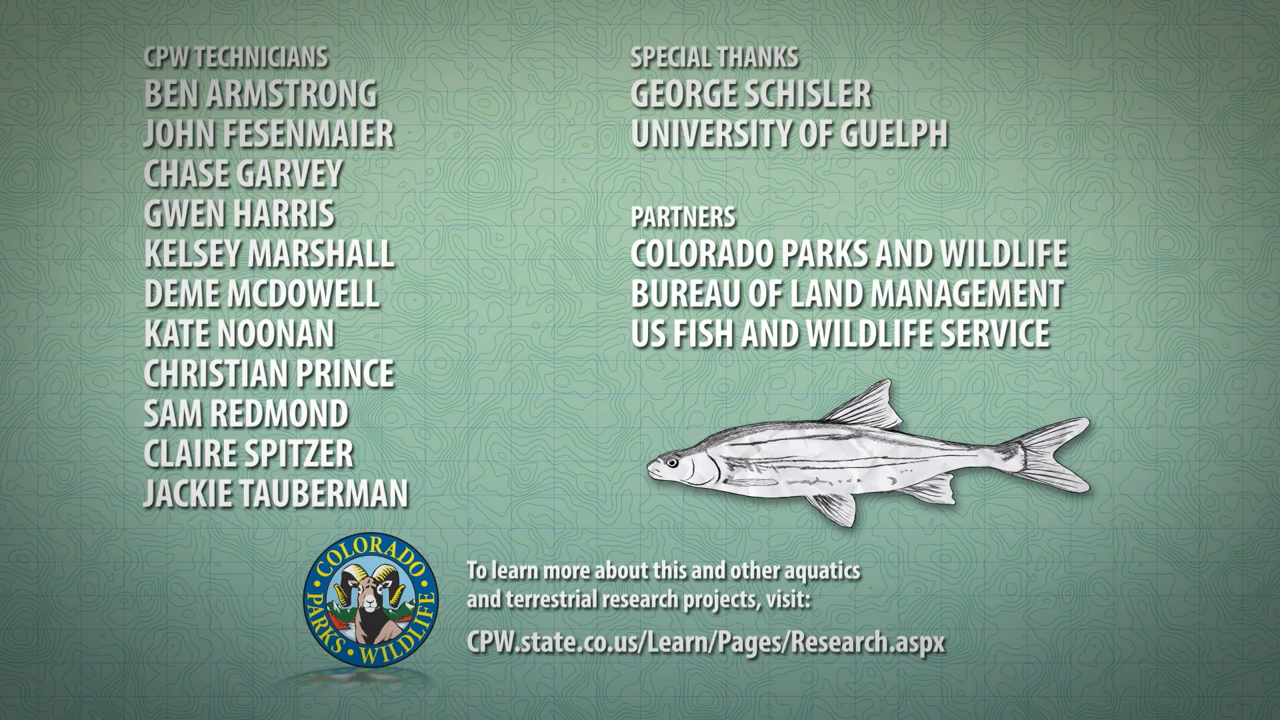 CPW TECHNICIANS
BEN ARMSTRONG
JOHN FESENMAIER
CHASE GARVEY
GWEN HARRIS
KELSEY MARSHALL
DEME MCDOWELL
KATE NOONAN
CHRISTIAN PRINCE
SAM REDMOND
CLAIRE SPITZER
JACKIE TAUBERMAN
SPECIAL THANKS
GEORGE SCHISLER
UNIVERSITY OF GUELPH
PARTNERS
COLORADO PARKS AND WILDLIFE
BUREAU OF LAND MANAGEMENT
US FISH AND WILDLIFE SERVICE
COLORADO
PARKS • WILDLIFE
To learn more about this and other aquatics
and terrestrial research projects, visit:
CPW.state.co.us/Learn/Pages/Research.aspx